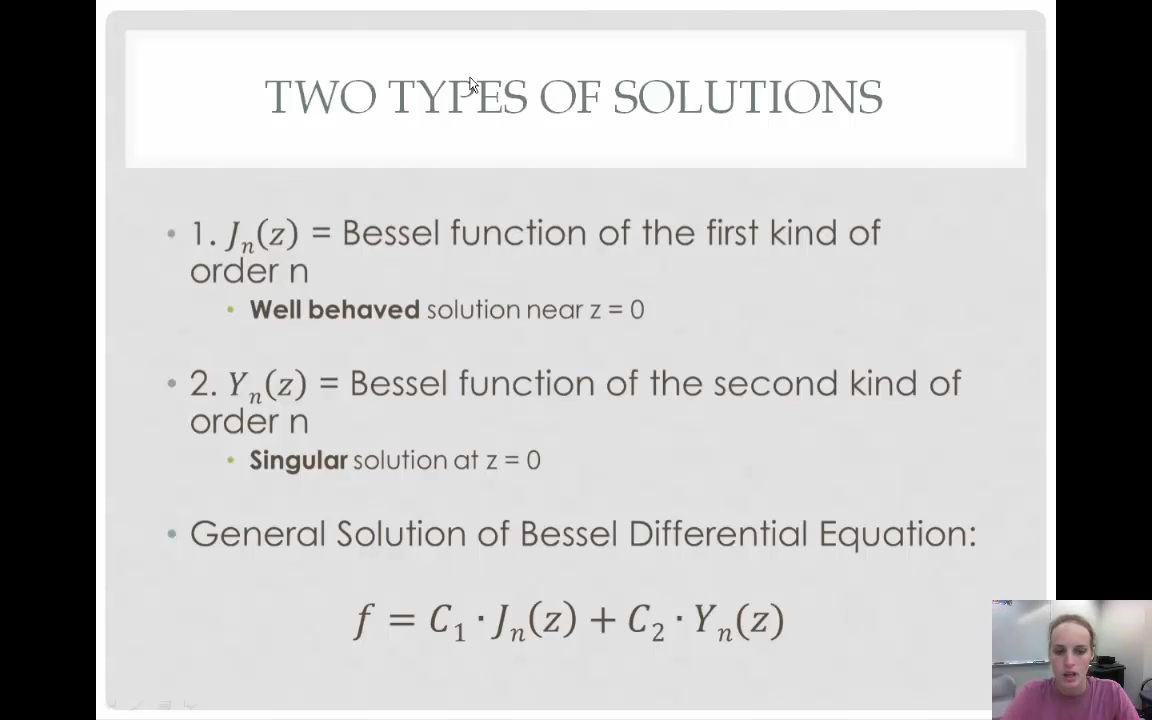 TWO TYPES OF SOLUTIONS
• 1. Jₙ(z) = Bessel function of the first kind of
order n
• Well behaved solution near z = 0
• 2. Yₙ(z) = Bessel function of the second kind of
order n
• Singular solution at z = 0
• General Solution of Bessel Differential Equation:
f = C₁ · Jₙ(z) + C₂ · Yₙ(z)